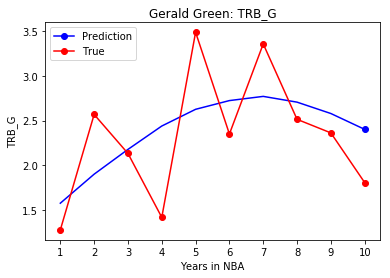 Gerald Green: TRB_G
Prediction
True
3.5
3.0
2.5
2.0
1.5
TRB_G
1 2 3 4 5 6 7 8 9 10
Years in NBA